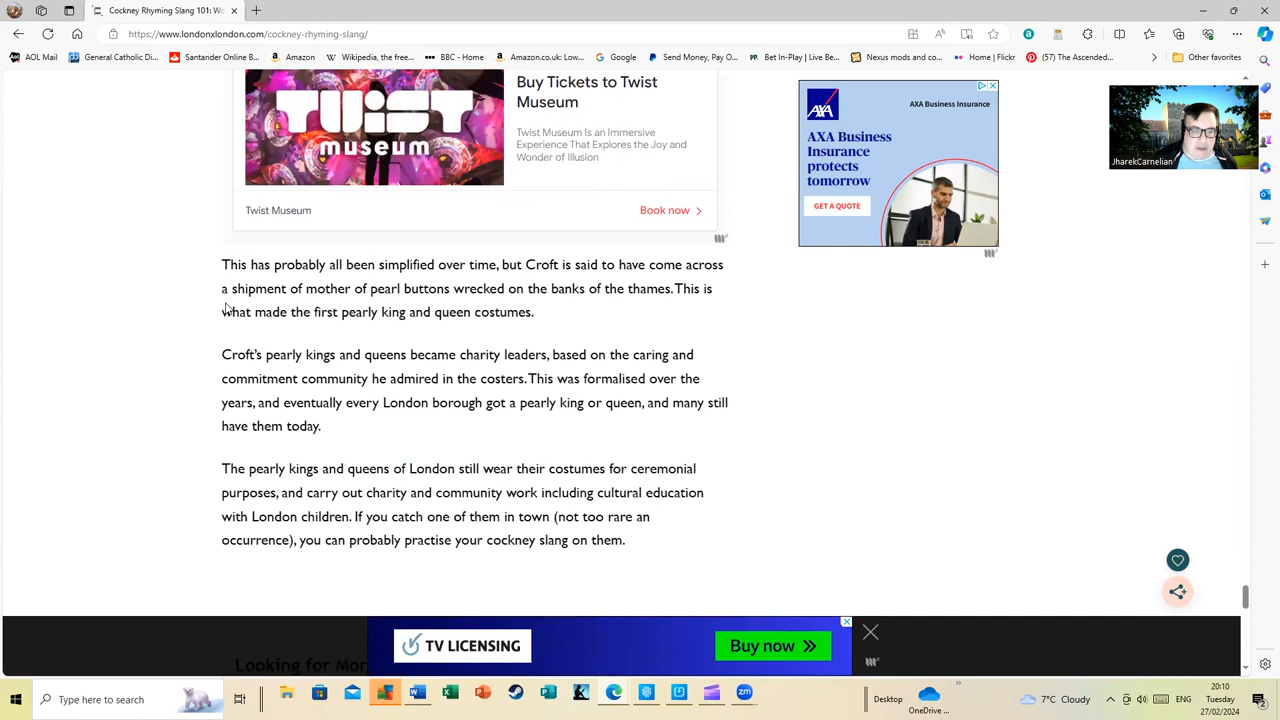 Cockney Rhyming Slang 101: Wo
https://www.londonxlondon.com/cockney-rhyming-slang/
AOL Mail
General Catholic Di...
Santander Online B...
Amazon
Wikipedia, the free...
BBC - Home
Amazon.co.uk: Low...
Send Money, Pay O...
Bet In-Play | Live Be...
Nexus mods and co...
Home | Flickr
(57) The Ascended...
Other favorites
Google
TWIST
museum
Buy Tickets to Twist
Museum
Twist Museum Is an Immersive
Experience That Explores the Joy and
Wonder of Illusion
Twist Museum
Book now
AXA
AXA Business Insurance
AXA Business
Insurance
protects
tomorrow
GET A QUOTE
JharekCarnelian
This has probably all been simplified over time, but Croft is said to have come across
a shipment of mother of pearl buttons wrecked on the banks of the thames. This is
what made the first pearly king and queen costumes.
Croft's pearly kings and queens became charity leaders, based on the caring and
commitment community he admired in the costers. This was formalised over the
years, and eventually every London borough got a pearly king or queen, and many still
have them today.
The pearly kings and queens of London still wear their costumes for ceremonial
purposes, and carry out charity and community work including cultural education
with London children. If you catch one of them in town (not too rare an
occurrence), you can probably practise your cockney slang on them.
TV LICENSING
Buy now
Type here to search
Desktop
OneDrive ...
7°C Cloudy
ENG
20:10
Tuesday
27/02/2024